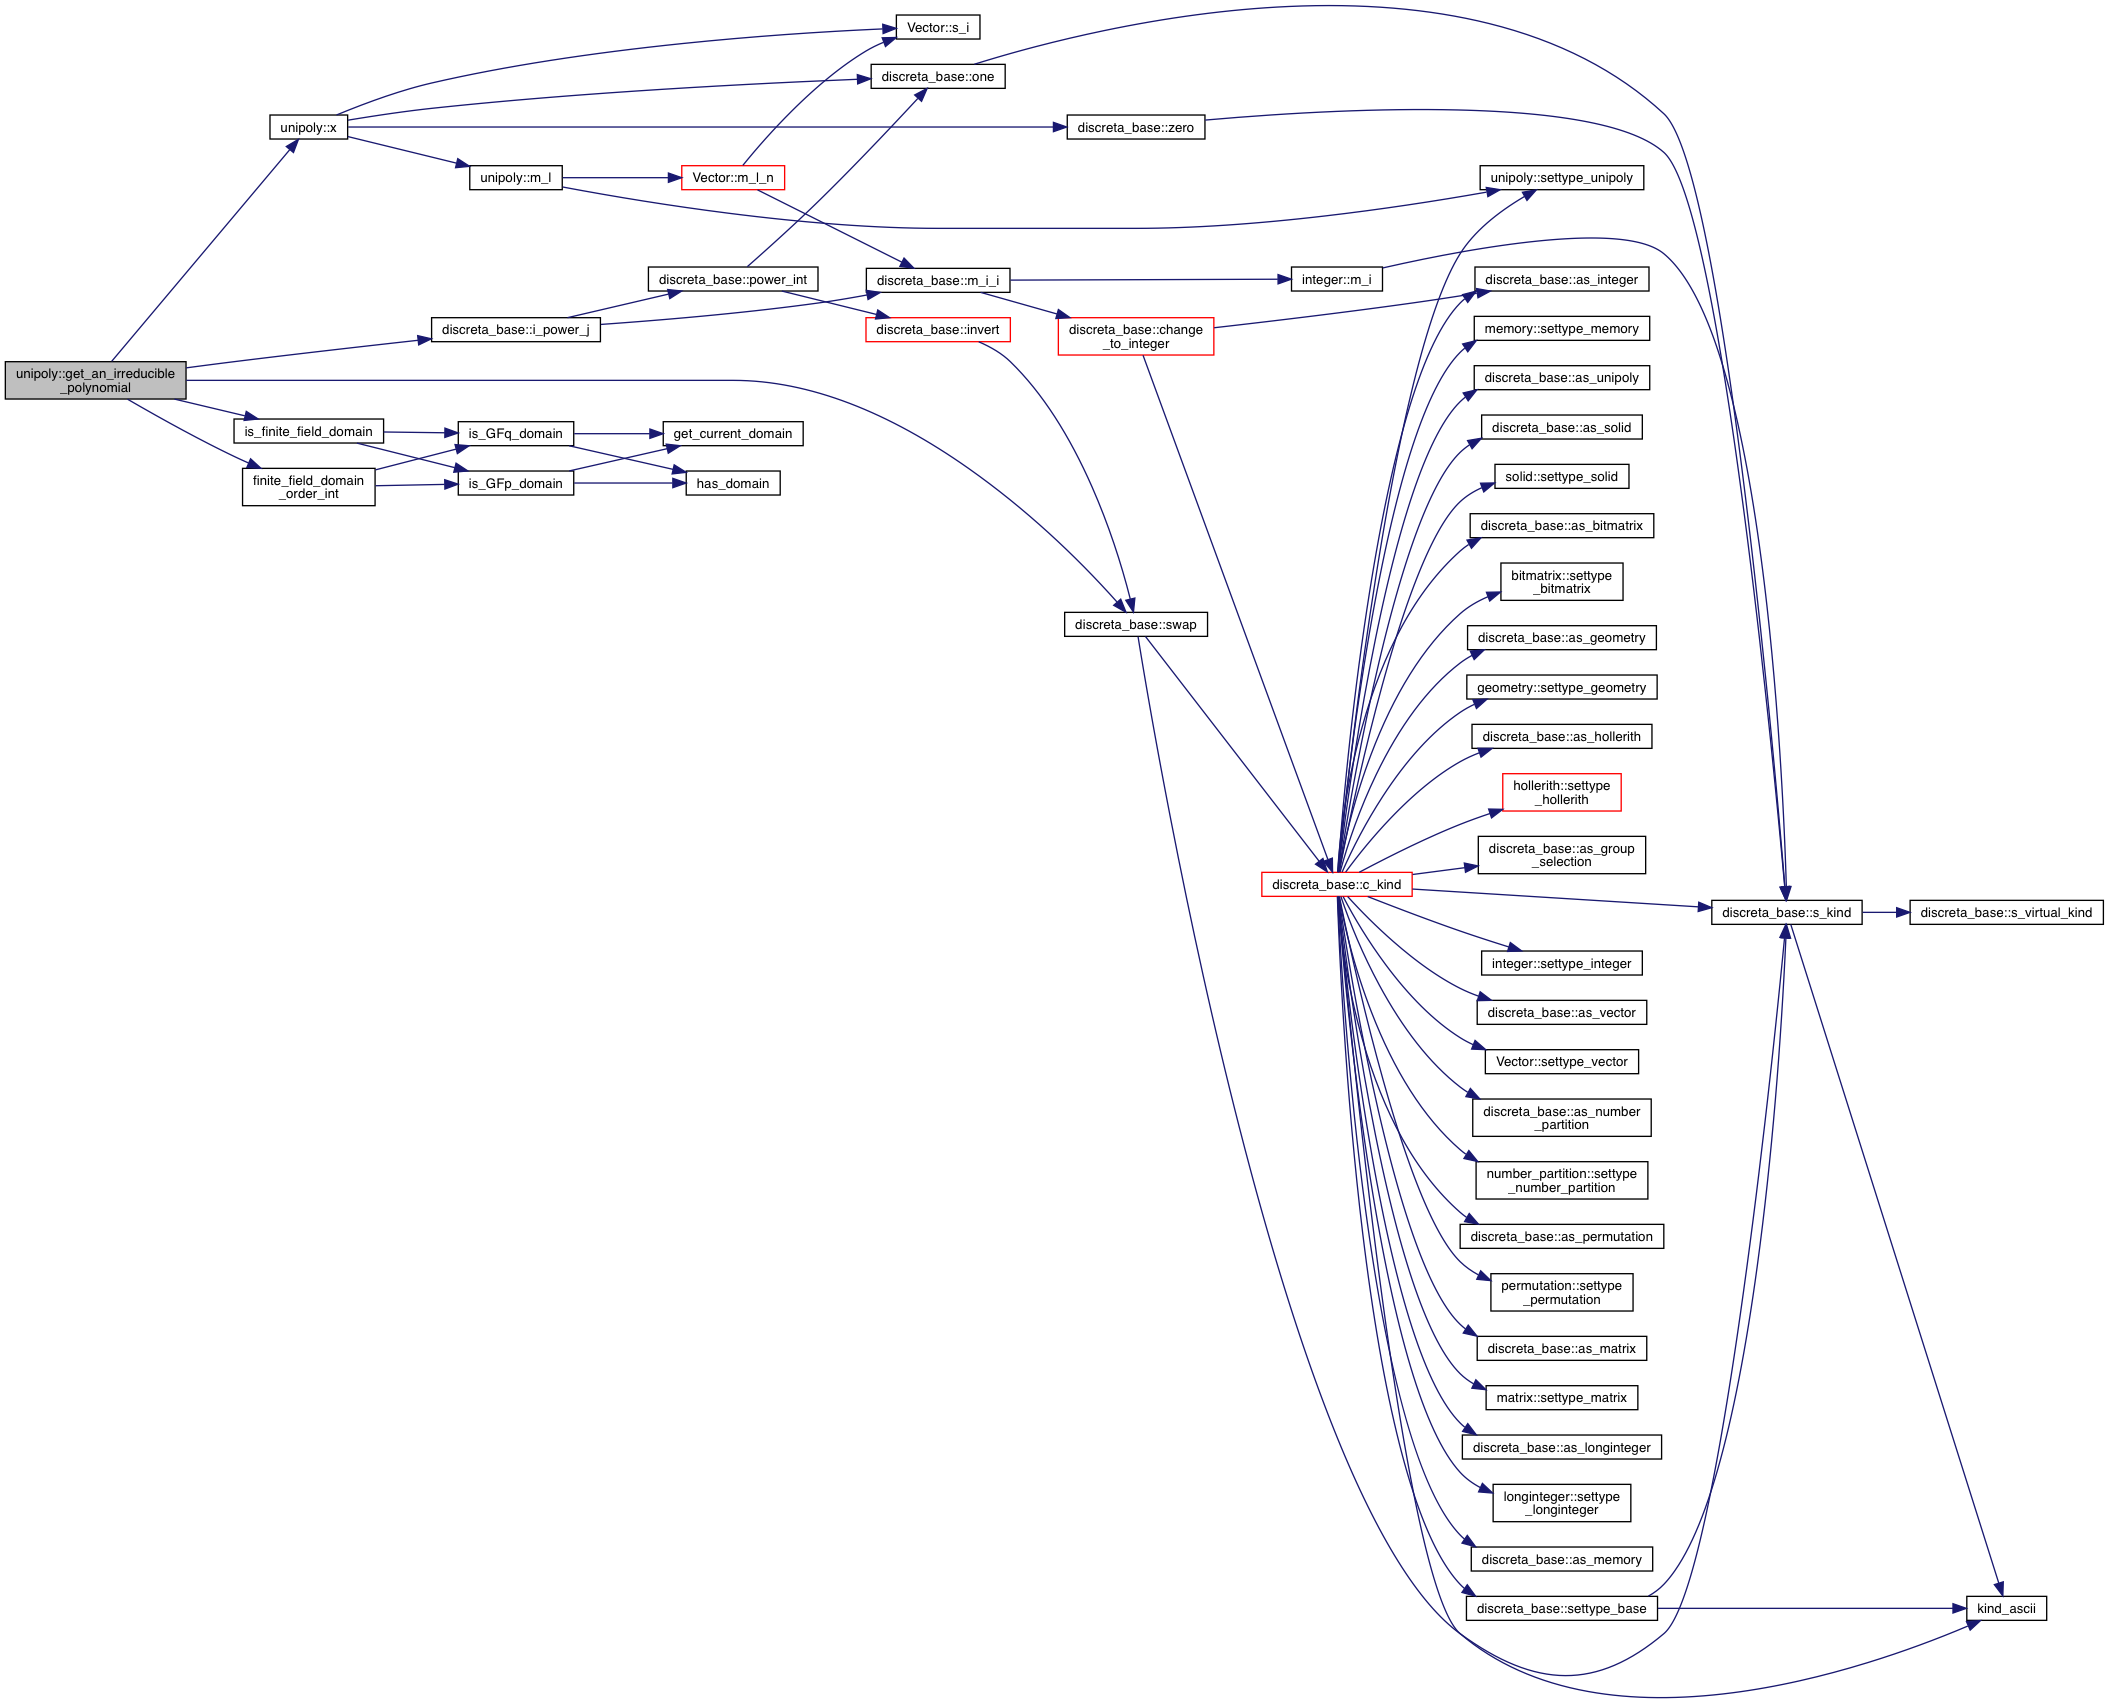 Vector::s_i
discreta_base::one
unipoly::x
discreta_base::zero
unipoly::m_l
Vector::m_l_n
unipoly::settype_unipoly
discreta_base::power_int
discreta_base::m_i_i
integer::m_i
discreta_base::as_integer
discreta_base::i_power_j
discreta_base::invert
discreta_base::change
_to_integer
memory::settype_memory
unipoly::get_an_irreducible
_polynomial
discreta_base::as_unipoly
is_finite_field_domain
is_GFq_domain
get_current_domain
discreta_base::as_solid
finite_field_domain
_order_int
is_GFp_domain
has_domain
solid::settype_solid
discreta_base::as_bitmatrix
bitmatrix::settype
_bitmatrix
discreta_base::swap
discreta_base::as_geometry
geometry::settype_geometry
discreta_base::as_hollerith
hollerith::settype
_hollerith
discreta_base::as_group
_selection
discreta_base::c_kind
discreta_base::s_kind
discreta_base::s_virtual_kind
integer::settype_integer
discreta_base::as_vector
Vector::settype_vector
discreta_base::as_number
_partition
number_partition::settype
_number_partition
discreta_base::as_permutation
permutation::settype
_permutation
discreta_base::as_matrix
matrix::settype_matrix
discreta_base::as_longinteger
longinteger::settype
_longinteger
discreta_base::as_memory
discreta_base::settype_base
kind_ascii